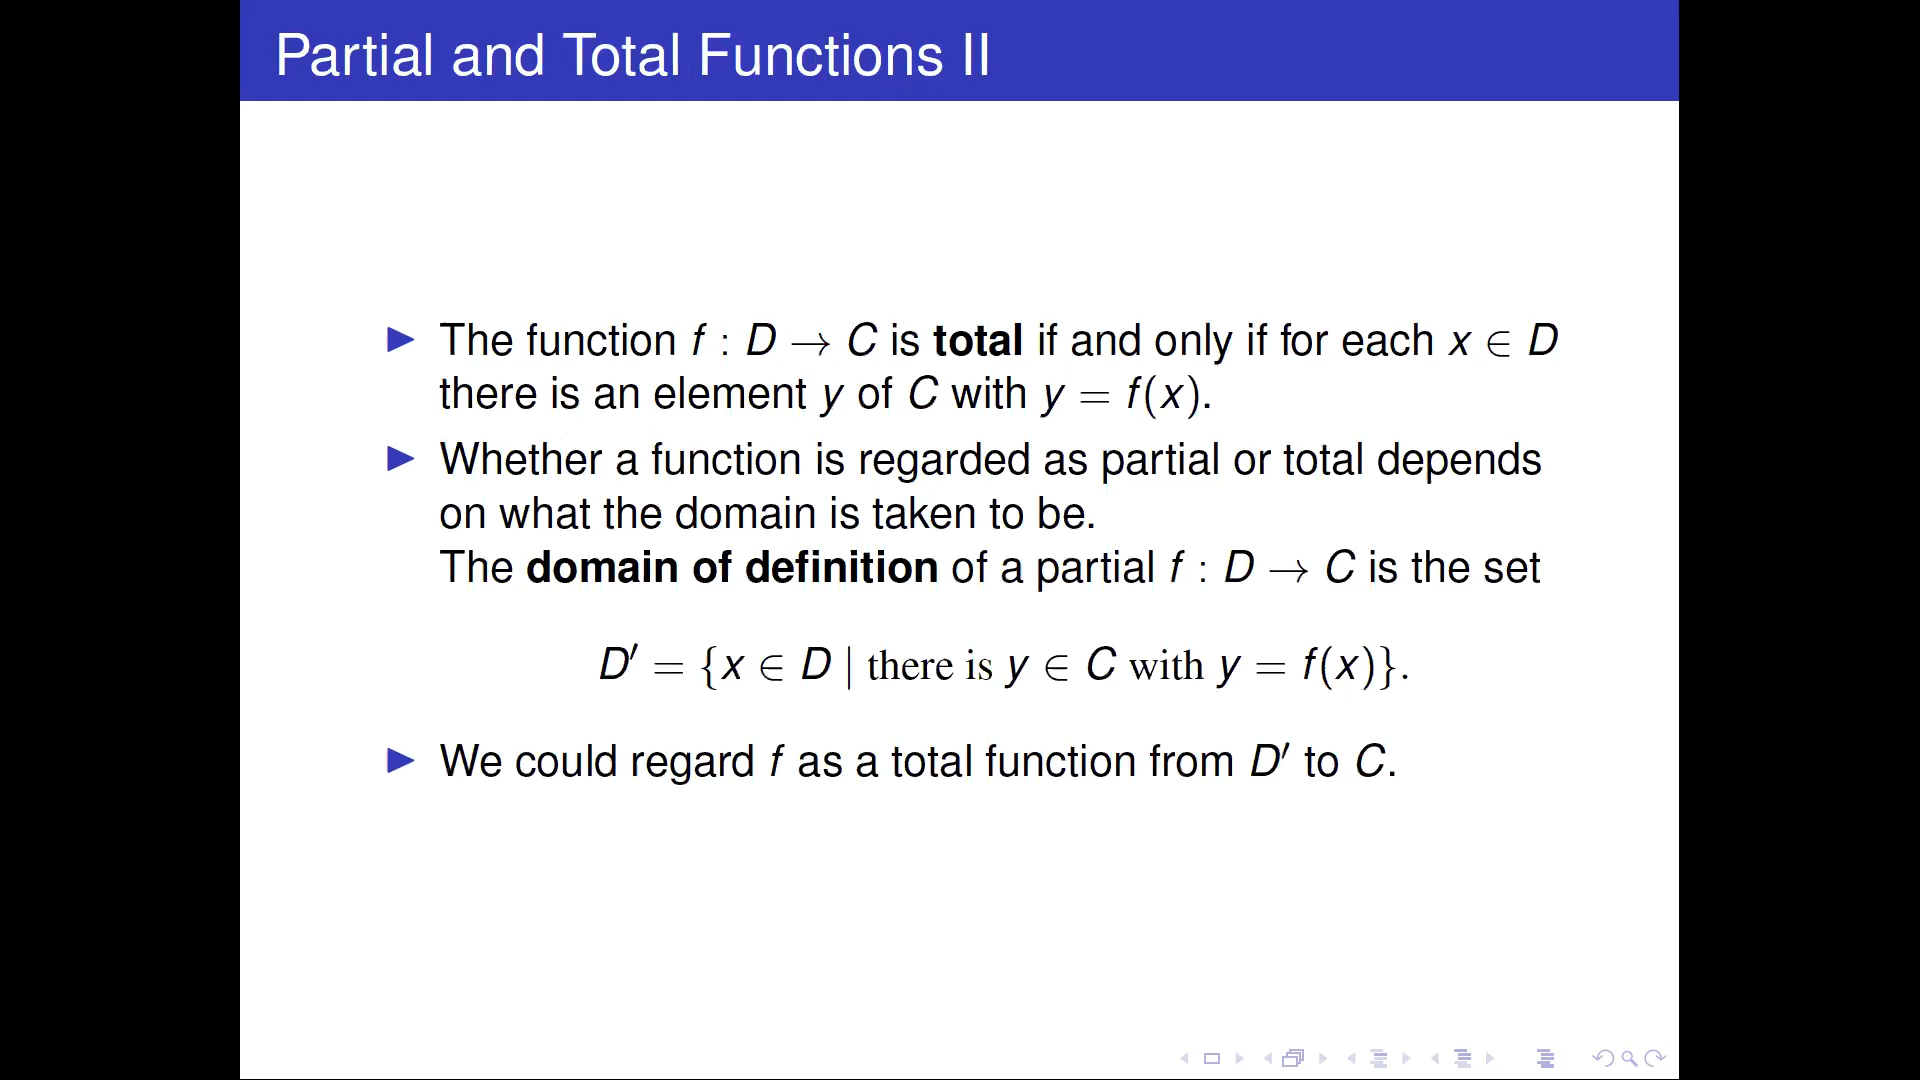 Partial and Total Functions II
The function f : D → C is total if and only if for each x ∈ D
there is an element y of C with y = f(x).
Whether a function is regarded as partial or total depends
on what the domain is taken to be.
The domain of definition of a partial f : D → C is the set
D′ = {x ∈ D | there is y ∈ C with y = f(x)}.
We could regard f as a total function from D′ to C.